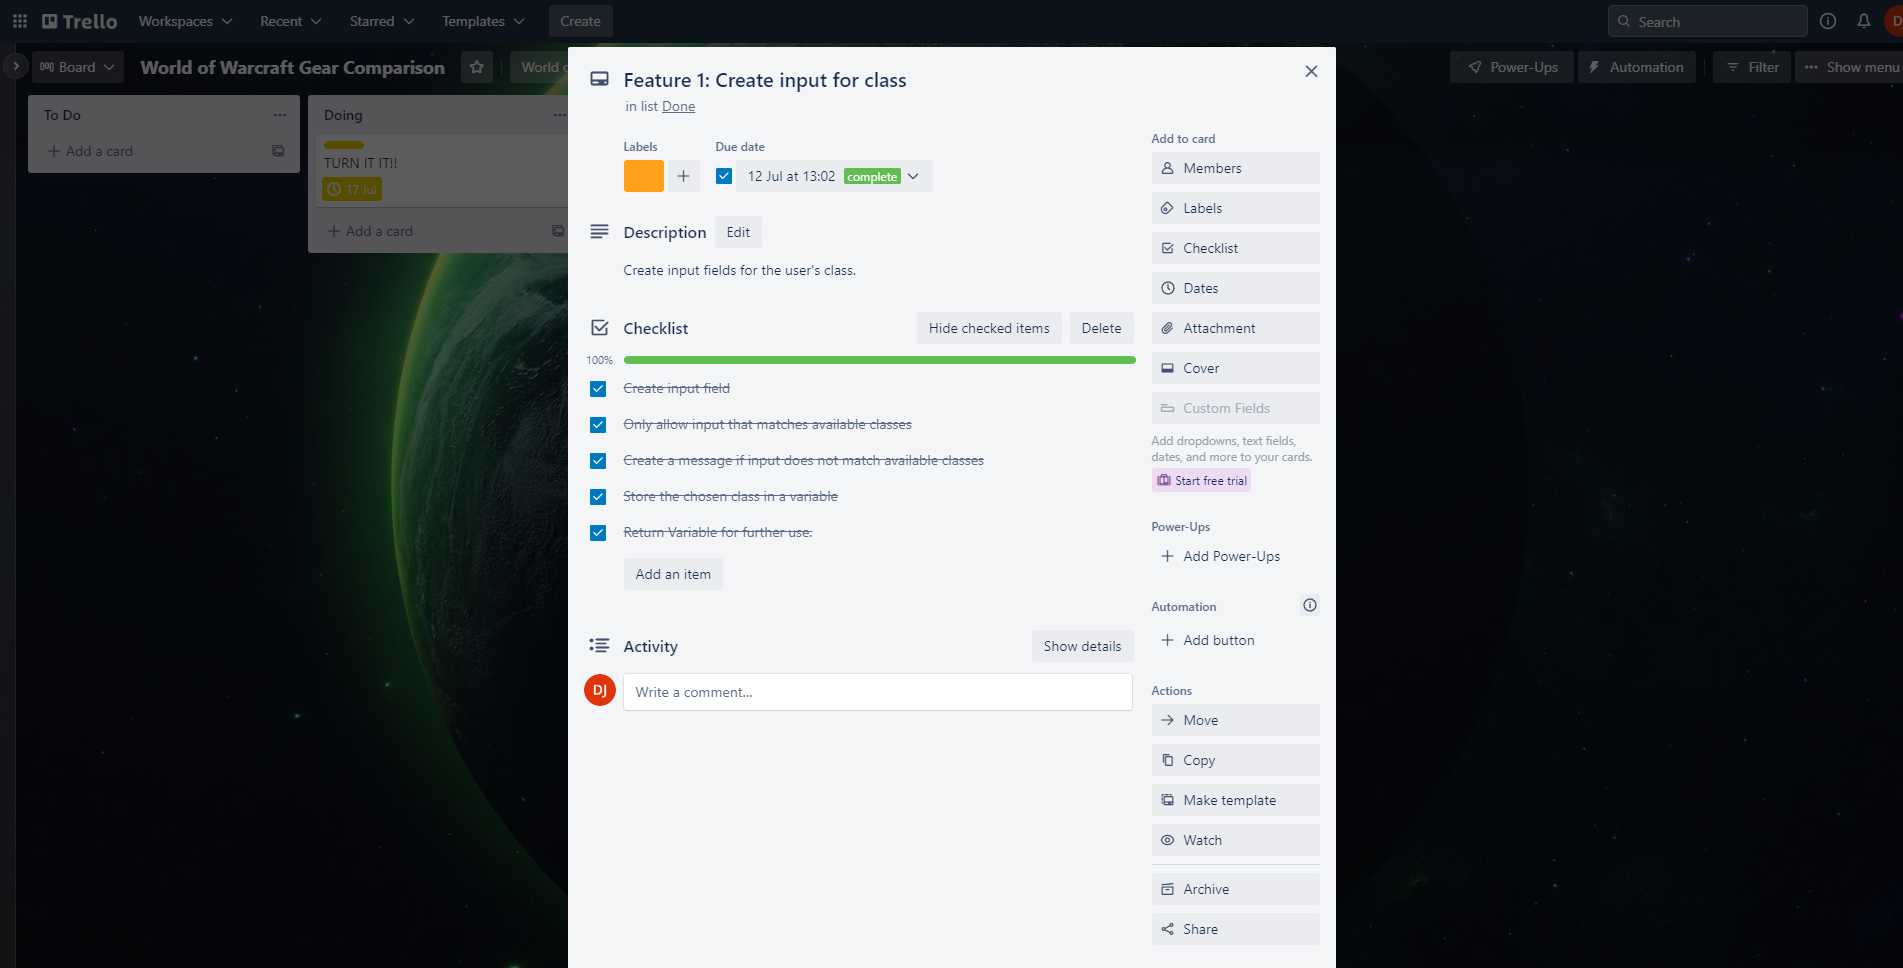 Trello
Workspaces
Recent
Starred
Templates
Create
Search
Board
World of Warcraft Gear Comparison
World
Power-Ups
Automation
Filter
Show menu
To Do
Add a card
Doing
TURN IT IT!!
17 Jul
Add a card
Feature 1: Create input for class
in list Done
Labels
Due date
12 Jul at 13:02 complete
Description
Edit
Create input fields for the user's class.
Checklist
Hide checked items
Delete
100%
Create input field
Only allow input that matches available classes
Create a message if input does not match available classes
Store the chosen class in a variable
Return Variable for further use.
Add an item
Activity
Show details
DJ
Write a comment...
Add to card
Members
Labels
Checklist
Dates
Attachment
Cover
Custom Fields
Add dropdowns, text fields,
dates, and more to your cards.
Start free trial
Power-Ups
Add Power-Ups
Automation
Add button
Actions
Move
Copy
Make template
Watch
Archive
Share